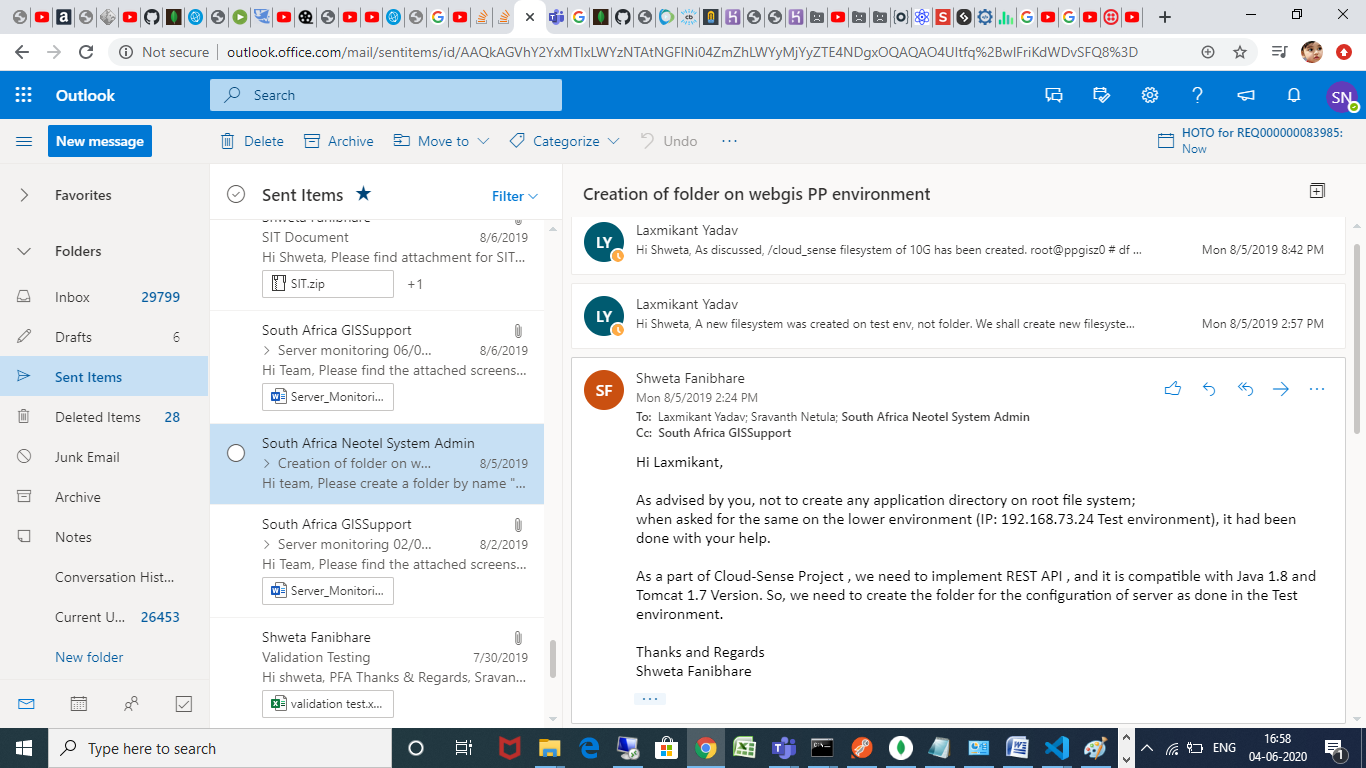 Not secure
outlook.office.com/mail/sentitems/id/AAQkAGVhY2YxMTIxLWYzNTAtNGFlNi04ZmZhLWYyMjYyZTE4NDgxOQAQAO4UItfq%2BwIFriKdWDvSFQ8%3D
Outlook
Search
SN
New message
Delete
Archive
Move to
Categorize
Undo
HOTO for REQ000000083985:
Now
Favorites
Folders
Inbox 29799
Drafts 6
Sent Items
Deleted Items 28
Junk Email
Archive
Notes
Conversation Hist...
Current U... 26453
New folder
Sent Items
Filter
Shweta Fanibhare
SIT Document 8/6/2019
Hi Shweta, Please find attachment for SIT...
SIT.zip +1
South Africa GISSupport
Server monitoring 06/0... 8/6/2019
Hi Team, Please find the attached screens...
Server_Monitori...
South Africa Neotel System Admin
Creation of folder on w... 8/5/2019
Hi team, Please create a folder by name "...
South Africa GISSupport
Server monitoring 02/0... 8/2/2019
Hi Team, Please find the attached screens...
Server_Monitori...
Shweta Fanibhare
Validation Testing 7/30/2019
Hi shweta, PFA Thanks & Regards, Sravan...
validation test.x...
Creation of folder on webgis PP environment
LY
Laxmikant Yadav
Hi Shweta, As discussed, /cloud_sense filesystem of 10G has been created. root@ppgisz0 # df ... Mon 8/5/2019 8:42 PM
LY
Laxmikant Yadav
Hi Shweta, A new filesystem was created on test env, not folder. We shall create new filesyste... Mon 8/5/2019 2:57 PM
SF
Shweta Fanibhare
Mon 8/5/2019 2:24 PM
To: Laxmikant Yadav; Sravanth Netula; South Africa Neotel System Admin
Cc: South Africa GISSupport
Hi Laxmikant,
As advised by you, not to create any application directory on root file system;
when asked for the same on the lower environment (IP: 192.168.73.24 Test environment), it had been
done with your help.
As a part of Cloud-Sense Project , we need to implement REST API , and it is compatible with Java 1.8 and
Tomcat 1.7 Version. So, we need to create the folder for the configuration of server as done in the Test
environment.
Thanks and Regards
Shweta Fanibhare
Type here to search
ENG
16:58
04-06-2020
1